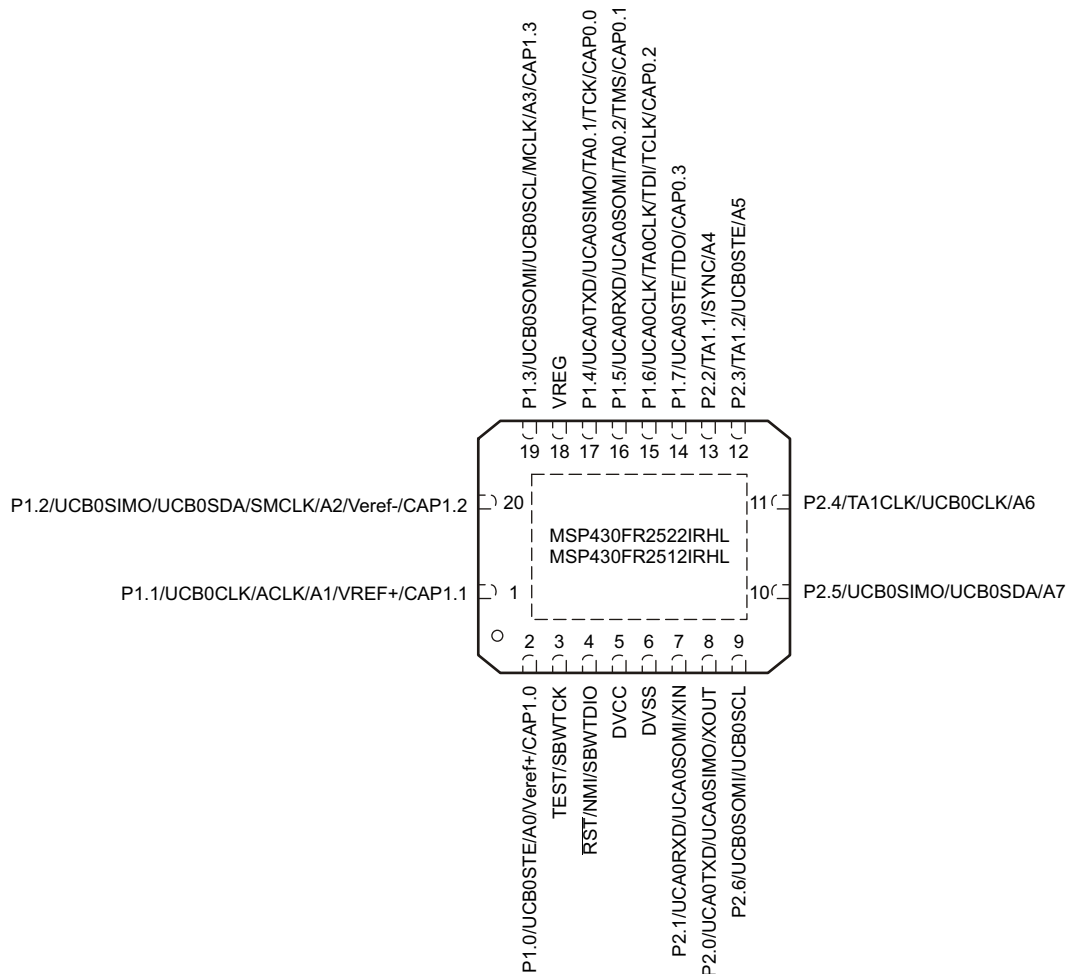 P1.3/UCB0SOMI/UCB0SCL/MCLK/A3/CAP1.3
VREG
P1.4/UCA0TXD/UCA0SIMO/TA0.1/TCK/CAP0.0
P1.5/UCA0RXD/UCA0SOMI/TA0.2/TMS/CAP0.1
P1.6/UCA0CLK/TA0CLK/TDI/TCLK/CAP0.2
P1.7/UCA0STE/TDO/CAP0.3
P2.2/TA1.1/SYNC/A4
P2.3/TA1.2/UCB0STE/A5
19 18 17 16 15 14 13 12
P1.2/UCB0SIMO/UCB0SDA/SMCLK/A2/Veref-/CAP1.2 20
11 P2.4/TA1CLK/UCB0CLK/A6
MSP430FR2522IRHL
MSP430FR2512IRHL
P1.1/UCB0CLK/ACLK/A1/VREF+/CAP1.1 1
10 P2.5/UCB0SIMO/UCB0SDA/A7
2 3 4 5 6 7 8 9
P1.0/UCB0STE/A0/Veref+/CAP1.0
TEST/SBWTCK
RST/NMI/SBWTDIO
DVCC
DVSS
P2.1/UCA0RXD/UCA0SOMI/XIN
P2.0/UCA0TXD/UCA0SIMO/XOUT
P2.6/UCB0SOMI/UCB0SCL